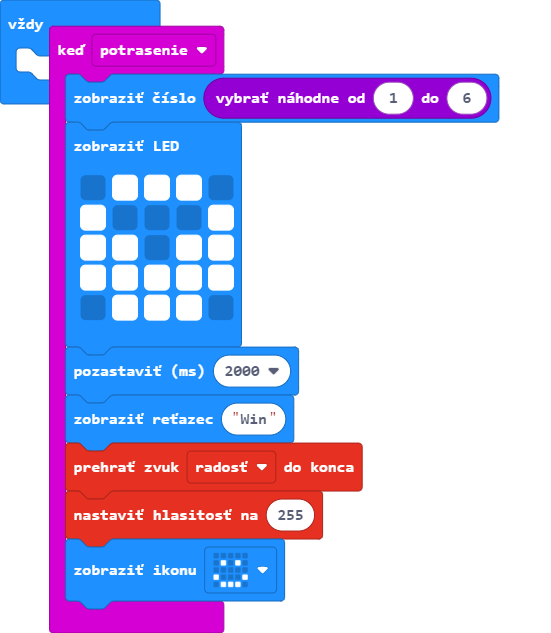 vždy
keď potrasenie
zobraziť číslo vybrať náhodne od 1 do 6
zobraziť LED
pozastaviť (ms) 2000
zobraziť reťazec "Win"
prehrať zvuk radosť do konca
nastaviť hlasitosť na 255
zobraziť ikonu